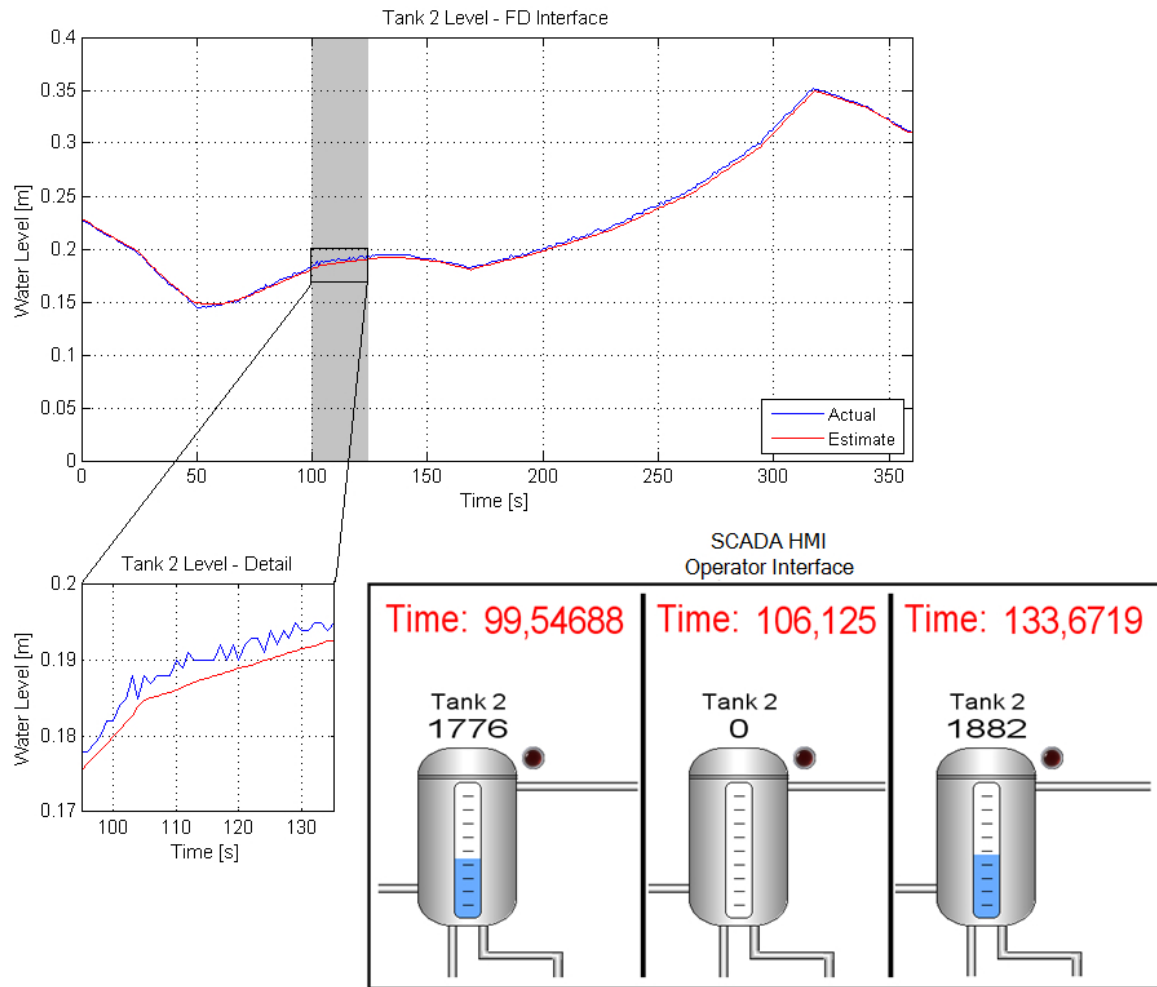 Tank 2 Level - FD Interface
0.4
0.35
0.3
0.25
0.2
0.15
0.1
0.05
0
Water Level [m]
0 50 100 150 200 250 300 350
Time [s]
Actual
Estimate
Tank 2 Level - Detail
0.2
0.19
0.18
0.17
Water Level [m]
100 110 120 130
Time [s]
SCADA HMI
Operator Interface
Time: 99,54688
Tank 2
1776
Time: 106,125
Tank 2
0
Time: 133,6719
Tank 2
1882